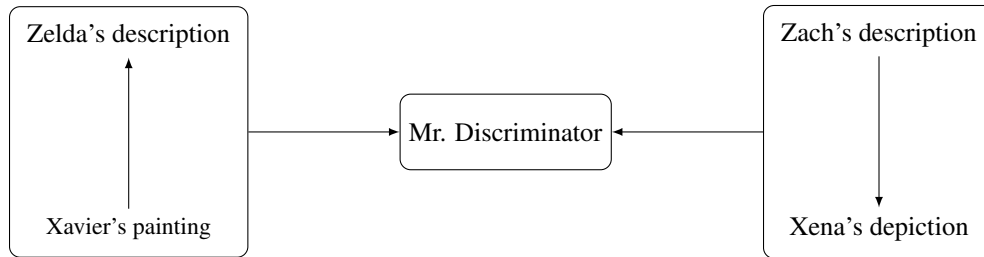 Zelda's description
Xavier's painting
Mr. Discriminator
Zach's description
Xena's depiction